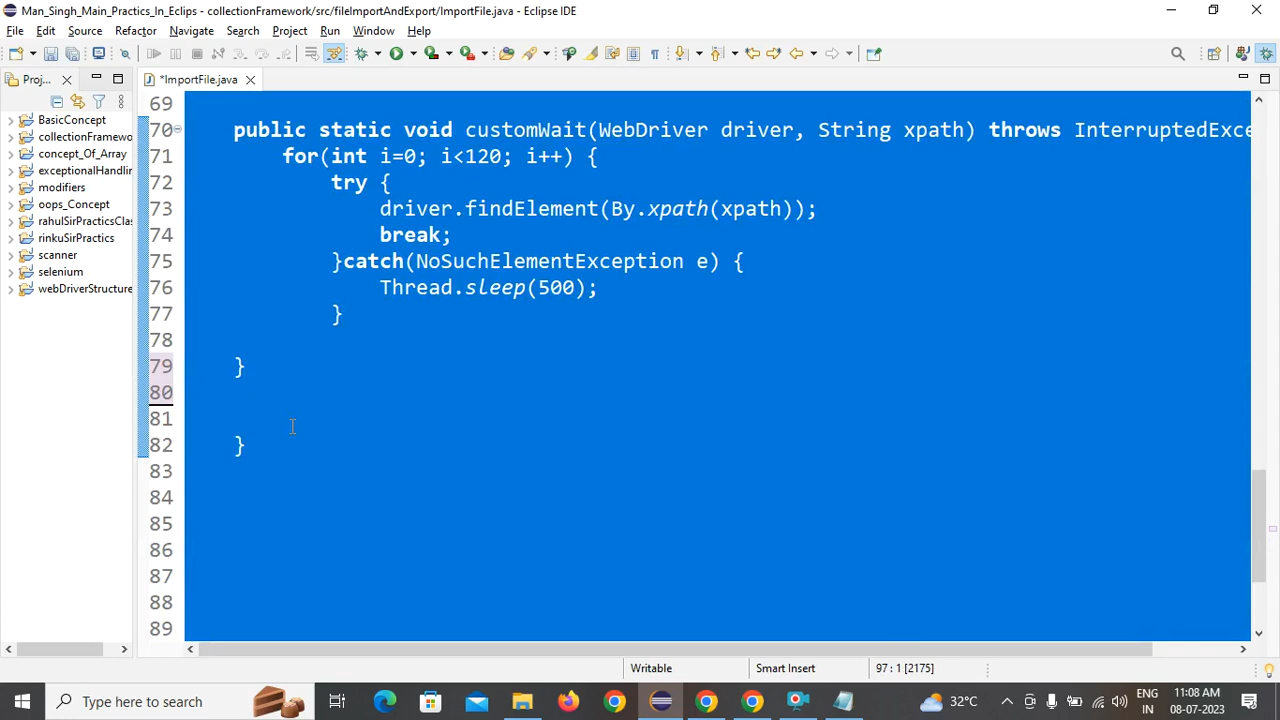 Man_Singh_Main_Practics_In_Eclips - collectionFramework/src/fileImportAndExport/ImportFile.java - Eclipse IDE
File Edit Source Refactor Navigate Search Project Run Window Help
Proj...
*ImportFile.java
BasicConcept
collectionFramewo
concept_Of_Array
exceptionalHandlir
modifiers
oops_Concept
rahulSirPracticsClas
rinkuSirPractics
scanner
selenium
webDriverStructure
69
70 public static void customWait(WebDriver driver, String xpath) throws InterruptedExce
71 for(int i=0; i<120; i++) {
72 try {
73 driver.findElement(By.xpath(xpath));
74 break;
75 }catch(NoSuchElementException e) {
76 Thread.sleep(500);
77 }
78
79 }
80
81
82 }
83
84
85
86
87
88
89
Writable Smart Insert 97 : 1 [2175]
Type here to search
32°C
ENG
IN
11:08 AM
08-07-2023